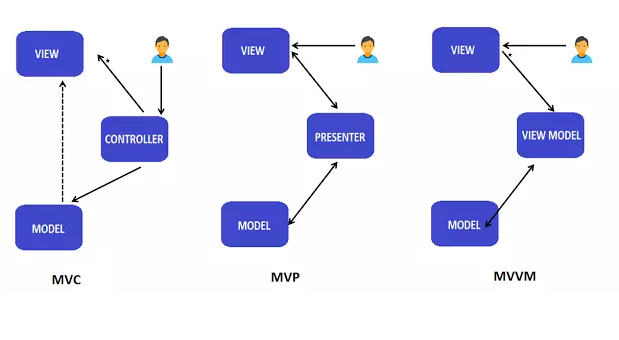 VIEW
CONTROLLER
MODEL
MVC
VIEW
PRESENTER
MODEL
MVP
VIEW
VIEW MODEL
MODEL
MVVM